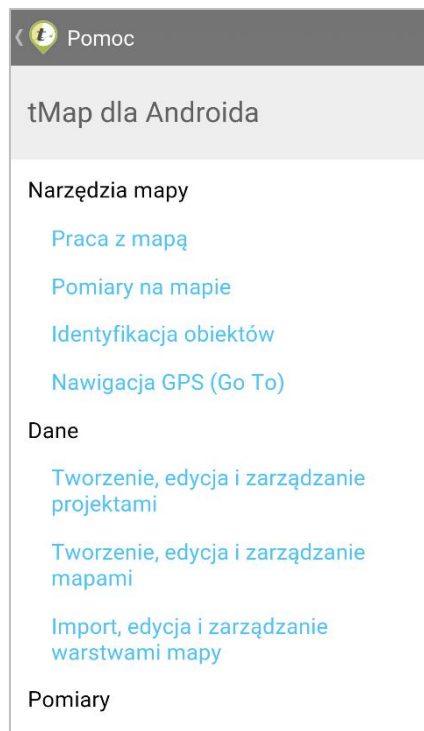 Pomoc
tMap dla Androida
Narzędzia mapy
Praca z mapą
Pomiary na mapie
Identyfikacja obiektów
Nawigacja GPS (Go To)
Dane
Tworzenie, edycja i zarządzanie
projektami
Tworzenie, edycja i zarządzanie
mapami
Import, edycja i zarządzanie
warstwami mapy
Pomiary